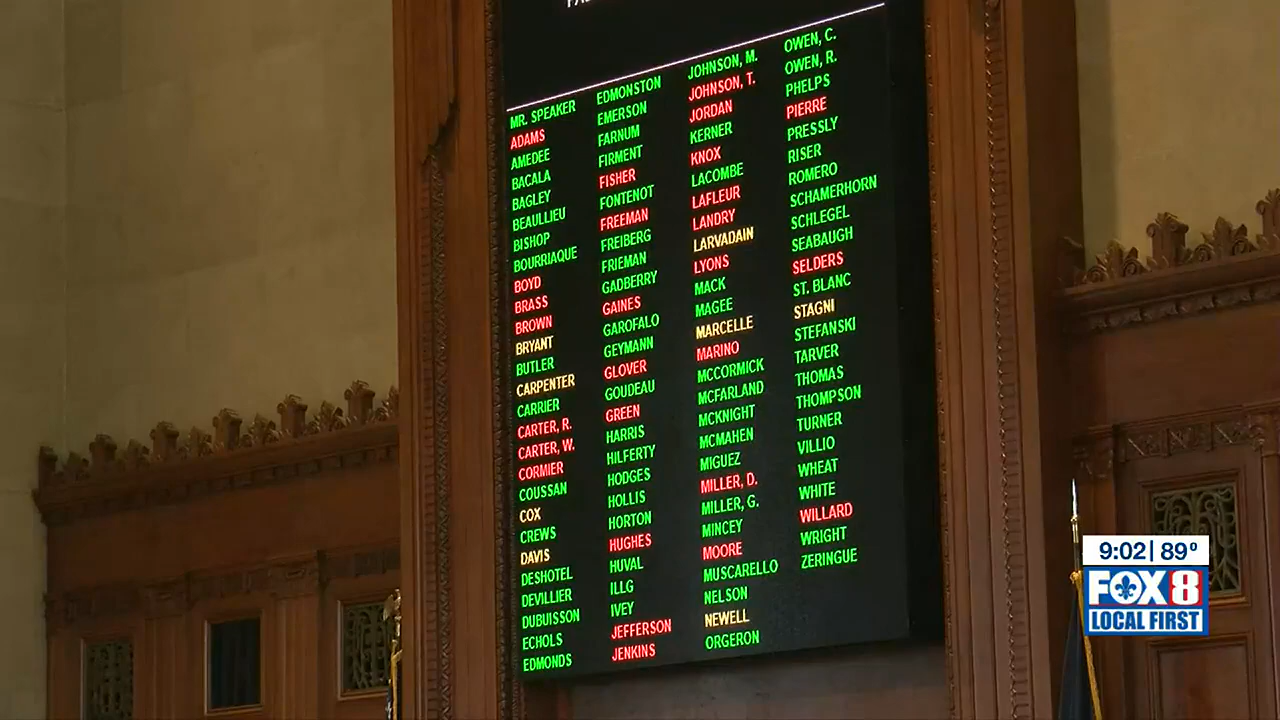 MR. SPEAKER
ADAMS
AMEDEE
BACALA
BAGLEY
BEAULLIEU
BISHOP
BOURRIAQUE
BOYD
BRASS
BROWN
BRYANT
BUTLER
CARPENTER
CARRIER
CARTER, R.
CARTER, W.
CORMIER
COUSSAN
COX
CREWS
DAVIS
DESHOTEL
DEVILLIER
DUBUISSON
ECHOLS
EDMONDS
EDMONSTON
EMERSON
FARNUM
FIRMENT
FISHER
FONTENOT
FREEMAN
FREIBERG
FRIEMAN
GADBERRY
GAINES
GAROFALO
GEYMANN
GLOVER
GOUDEAU
GREEN
HARRIS
HILFERTY
HODGES
HOLLIS
HORTON
HUGHES
HUVAL
ILLG
IVEY
JEFFERSON
JENKINS
JOHNSON, M.
JOHNSON, T.
JORDAN
KERNER
KNOX
LACOMBE
LAFLEUR
LANDRY
LARVADAIN
LYONS
MACK
MAGEE
MARCELLE
MARINO
MCCORMICK
MCFARLAND
MCKNIGHT
MCMAHEN
MIGUEZ
MILLER, D.
MILLER, G.
MINCEY
MOORE
MUSCARELLO
NELSON
NEWELL
ORGERON
OWEN, C.
OWEN, R.
PHELPS
PIERRE
PRESSLY
RISER
ROMERO
SCHAMERHORN
SCHLEGEL
SEABAUGH
SELDERS
ST. BLANC
STAGNI
STEFANSKI
TARVER
THOMAS
THOMPSON
TURNER
VILLIO
WHEAT
WHITE
WILLARD
WRIGHT
ZERINGUE
9:02| 89°
FOX 8
LOCAL FIRST